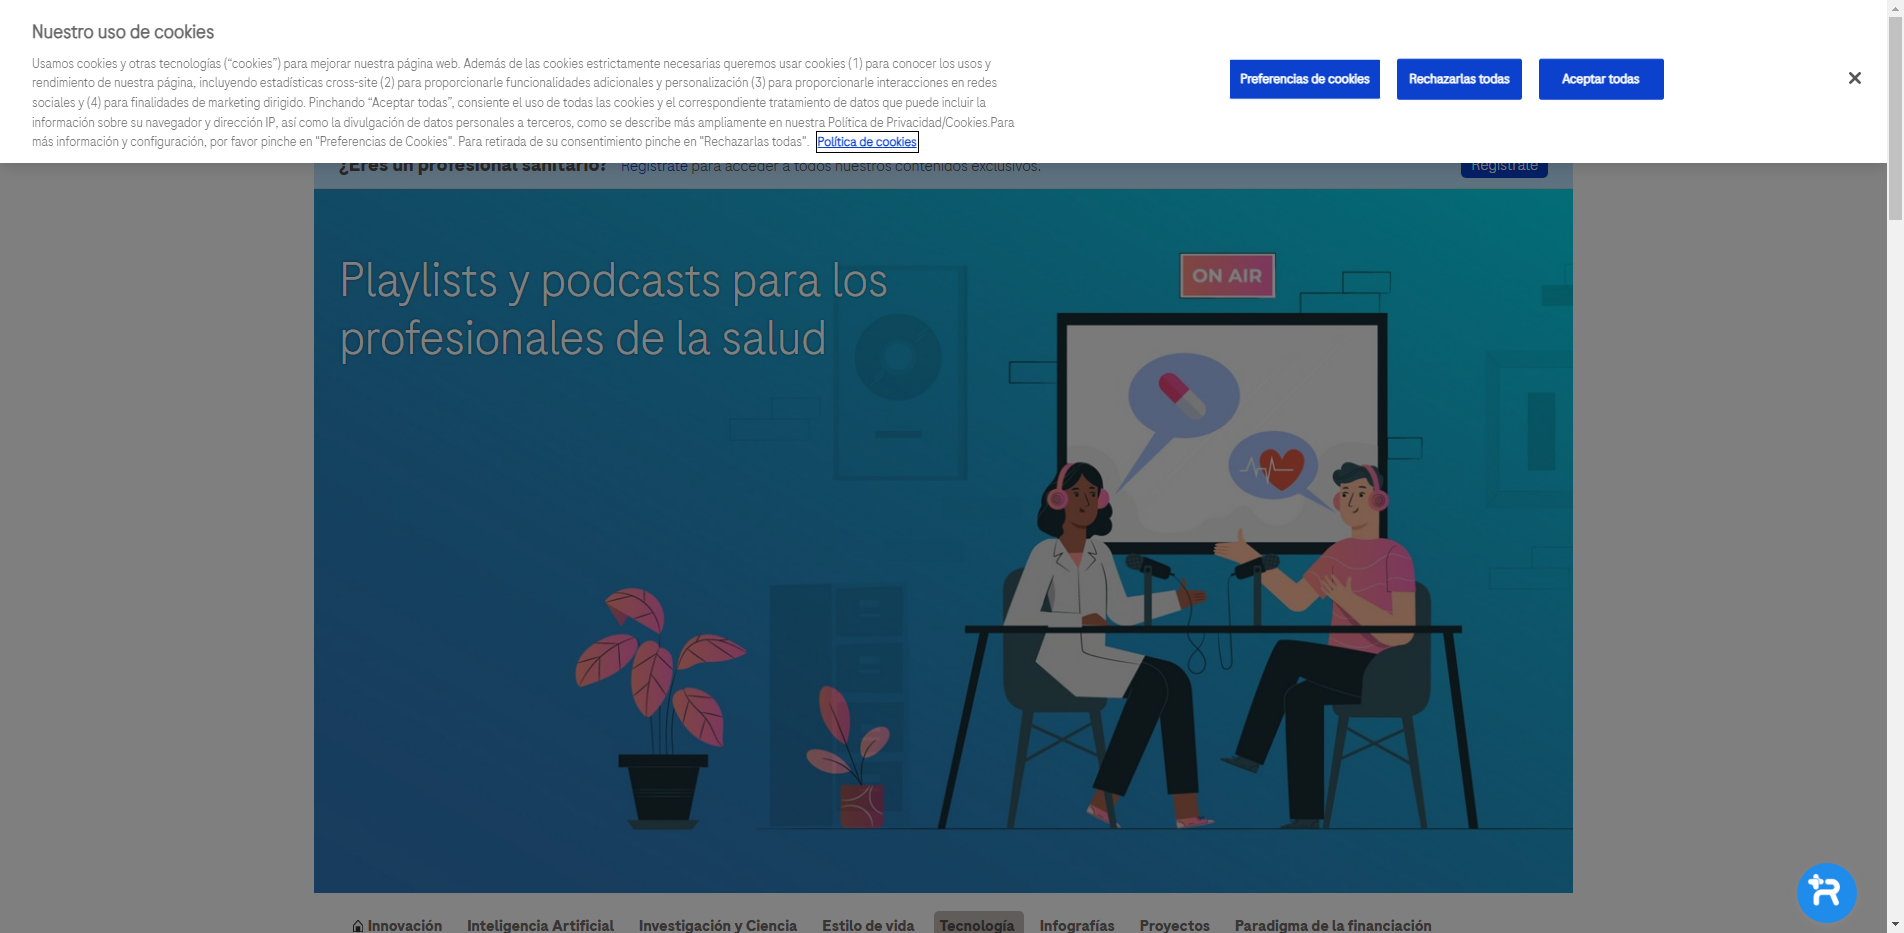 Nuestro uso de cookies
Usamos cookies y otras tecnologías (“cookies”) para mejorar nuestra página web. Además de las cookies estrictamente necesarias queremos usar cookies (1) para conocer los usos y
rendimiento de nuestra página, incluyendo estadísticas cross-site (2) para proporcionarle funcionalidades adicionales y personalización (3) para proporcionarle interacciones en redes
sociales y (4) para finalidades de marketing dirigido. Pinchando “Aceptar todas”, consiente el uso de todas las cookies y el correspondiente tratamiento de datos que puede incluir la
información sobre su navegador y dirección IP, así como la divulgación de datos personales a terceros, como se describe más ampliamente en nuestra Política de Privacidad/Cookies.Para
más información y configuración, por favor pinche en "Preferencias de Cookies". Para retirada de su consentimiento pinche en "Rechazarlas todas". Política de cookies
Preferencias de cookies
Rechazarlas todas
Aceptar todas
¿Eres un profesional sanitario? Regístrate para acceder a todos nuestros contenidos exclusivos.
Regístrate
Playlists y podcasts para los
profesionales de la salud
ON AIR
Innovación Inteligencia Artificial Investigación y Ciencia Estilo de vida Tecnología Infografías Proyectos Paradigma de la financiación